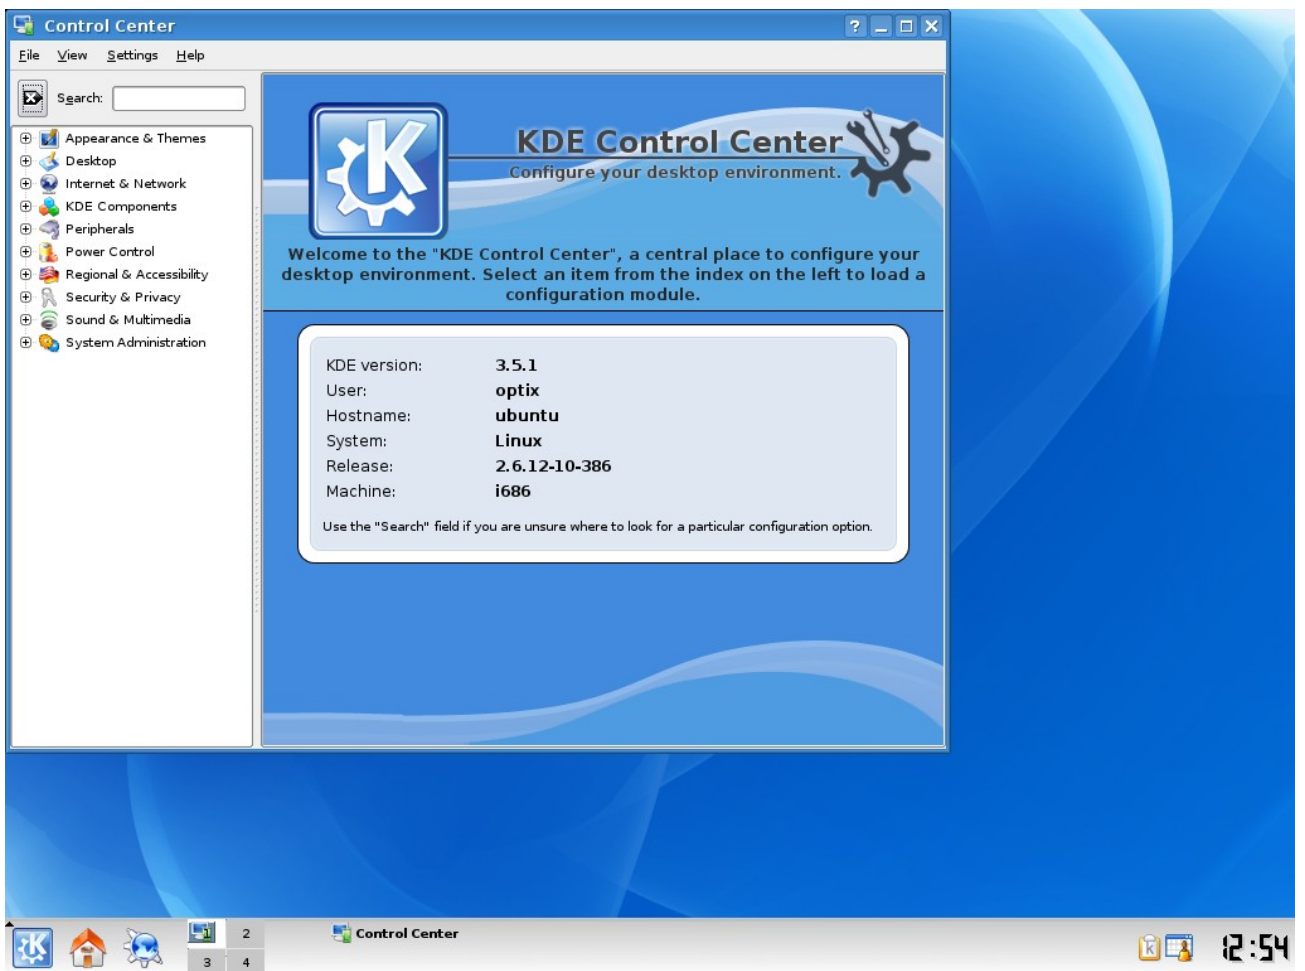 Control Center
File View Settings Help
Search:
Appearance & Themes
Desktop
Internet & Network
KDE Components
Peripherals
Power Control
Regional & Accessibility
Security & Privacy
Sound & Multimedia
System Administration
K
KDE Control Center
Configure your desktop environment.
Welcome to the "KDE Control Center", a central place to configure your
desktop environment. Select an item from the index on the left to load a
configuration module.
KDE version: 3.5.1
User: optix
Hostname: ubuntu
System: Linux
Release: 2.6.12-10-386
Machine: i686
Use the "Search" field if you are unsure where to look for a particular configuration option.
K
1 2
3 4
Control Center
k
12:54